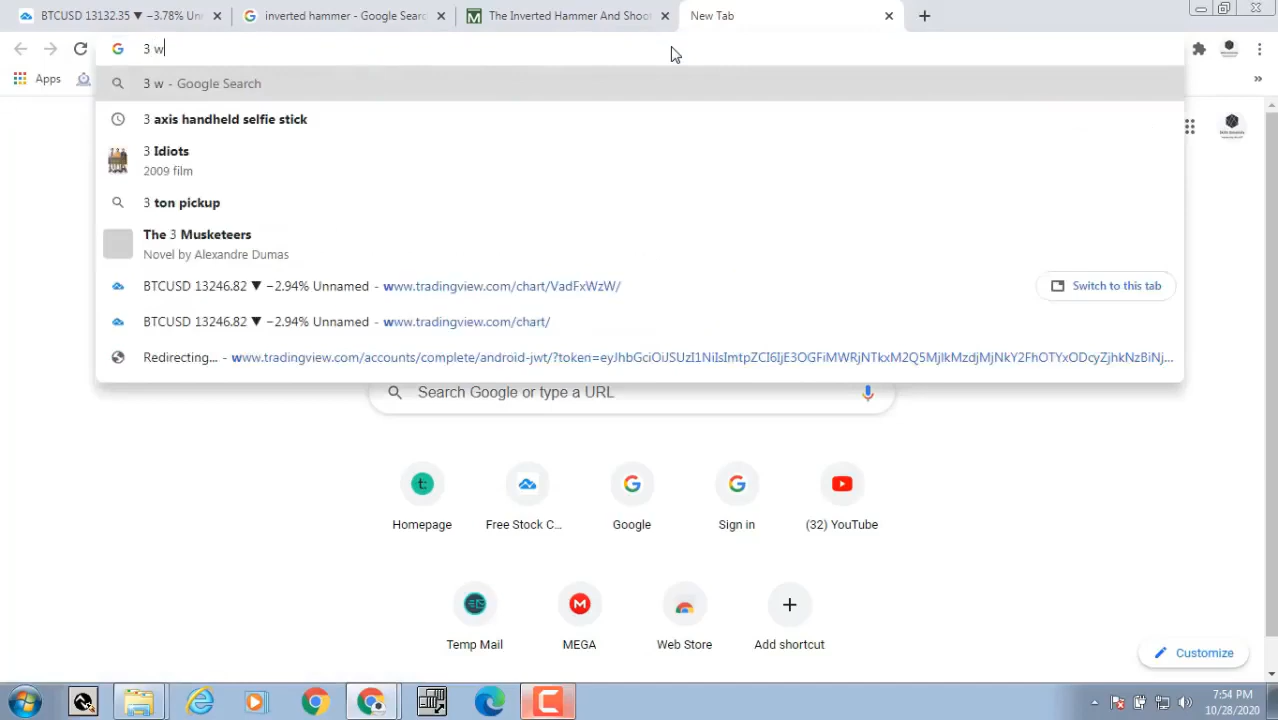 BTCUSD 13132.35 ▼ −3.78% Un
inverted hammer - Google Searc
The Inverted Hammer And Shoo
New Tab
3 w
Apps
3 w - Google Search
3 axis handheld selfie stick
3 Idiots
2009 film
3 ton pickup
The 3 Musketeers
Novel by Alexandre Dumas
BTCUSD 13246.82 ▼ −2.94% Unnamed - www.tradingview.com/chart/VadFxWzW/
Switch to this tab
BTCUSD 13246.82 ▼ −2.94% Unnamed - www.tradingview.com/chart/
Redirecting... - www.tradingview.com/accounts/complete/android-jwt/?token=
Search Google or type a URL
Homepage
Free Stock C...
Google
Sign in
(32) YouTube
Temp Mail
MEGA
Web Store
Add shortcut
Customize
7:54 PM
10/28/2020